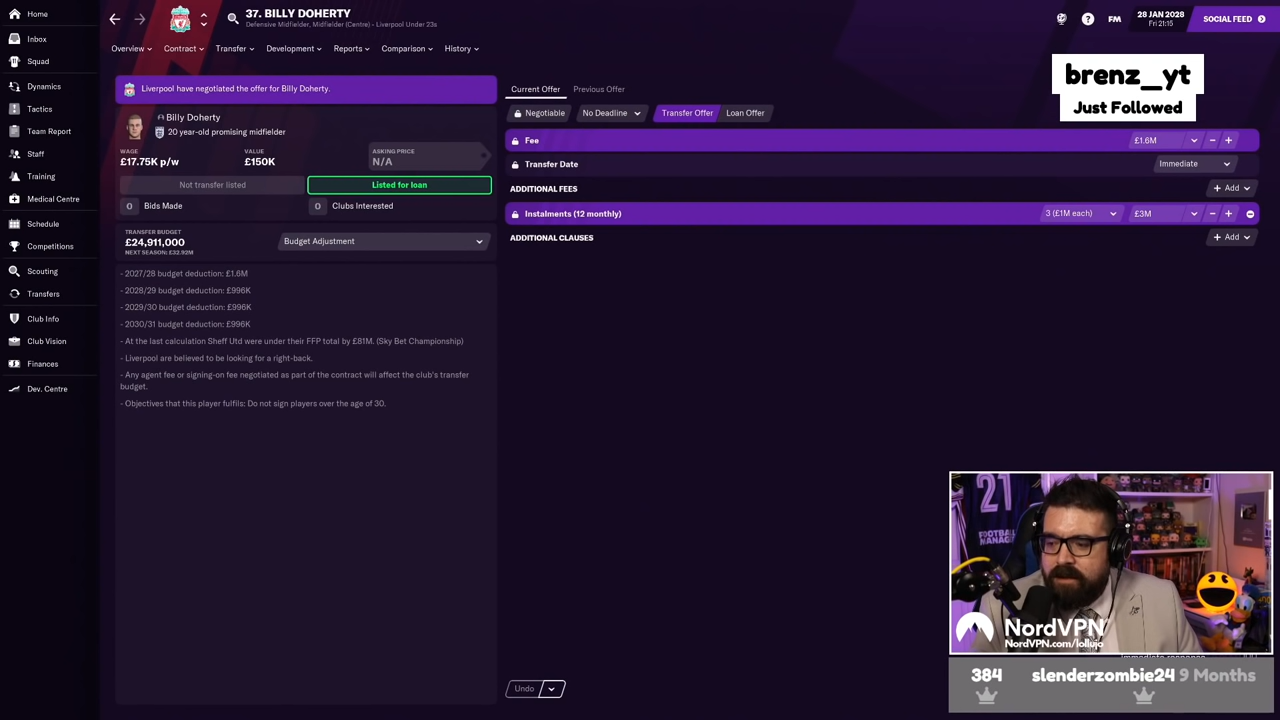 Home
Inbox
Squad
Dynamics
Tactics
Team Report
Staff
Training
Medical Centre
Schedule
Competitions
Scouting
Transfers
Club Info
Club Vision
Finances
Dev. Centre
37. BILLY DOHERTY
Defensive Midfielder, Midfielder (Centre) - Liverpool Under 23s
Overview
Contract
Transfer
Development
Reports
Comparison
History
FM
28 JAN 2028
Fri 21:15
SOCIAL FEED
brenz_yt
Just Followed
Liverpool have negotiated the offer for Billy Doherty.
Billy Doherty
20 year-old promising midfielder
WAGE
£17.75K p/w
VALUE
£150K
ASKING PRICE
N/A
Not transfer listed
Listed for loan
0 Bids Made
0 Clubs Interested
TRANSFER BUDGET
£24,911,000
NEXT SEASON: £32.92M
Budget Adjustment
- 2027/28 budget deduction: £1.6M
- 2028/29 budget deduction: £996K
- 2029/30 budget deduction: £996K
- 2030/31 budget deduction: £996K
- At the last calculation Sheff Utd were under their FFP total by £81M. (Sky Bet Championship)
- Liverpool are believed to be looking for a right-back.
- Any agent fee or signing-on fee negotiated as part of the contract will affect the club's transfer
budget.
- Objectives that this player fulfils: Do not sign players over the age of 30.
Current Offer
Previous Offer
Negotiable
No Deadline
Transfer Offer
Loan Offer
Fee
£1.6M
Transfer Date
Immediate
ADDITIONAL FEES
+ Add
Instalments (12 monthly)
3 (£1M each)
£3M
ADDITIONAL CLAUSES
+ Add
Undo
21
FOOTBALL
MANAGER
NordVPN
NordVPN.com/lollujo
384
slenderzombie24 9 Months